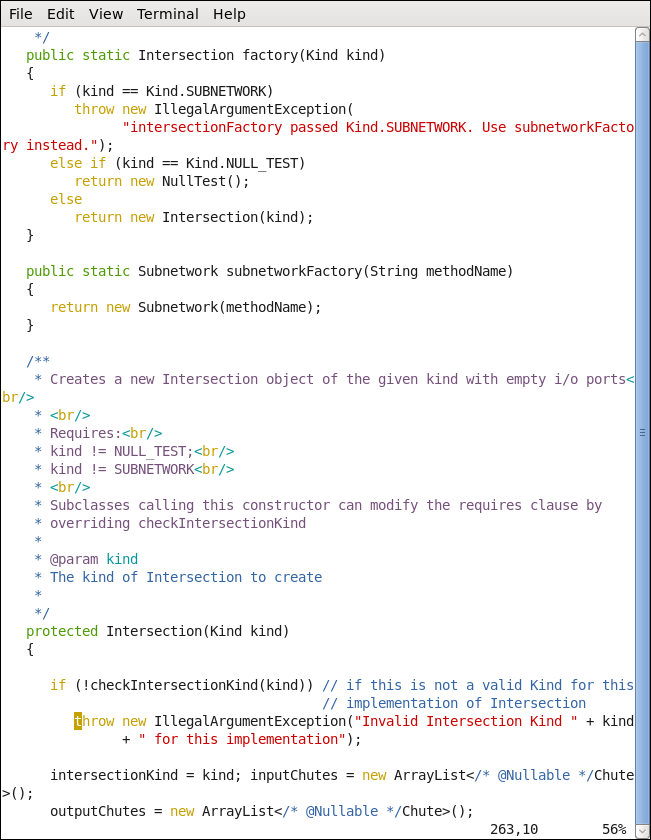 File Edit View Terminal Help
    */
   public static Intersection factory(Kind kind)
   {
      if (kind == Kind.SUBNETWORK)
         throw new IllegalArgumentException(
               "intersectionFactory passed Kind.SUBNETWORK. Use subnetworkFacto
ry instead.");
      else if (kind == Kind.NULL_TEST)
         return new NullTest();
      else
         return new Intersection(kind);
   }

   public static Subnetwork subnetworkFactory(String methodName)
   {
      return new Subnetwork(methodName);
   }

   /**
    * Creates a new Intersection object of the given kind with empty i/o ports<
br/>
    * <br/>
    * Requires:<br/>
    * kind != NULL_TEST;<br/>
    * kind != SUBNETWORK<br/>
    * <br/>
    * Subclasses calling this constructor can modify the requires clause by
    * overriding checkIntersectionKind
    *
    * @param kind
    * The kind of Intersection to create
    *
    */
   protected Intersection(Kind kind)
   {

      if (!checkIntersectionKind(kind)) // if this is not a valid Kind for this
                                        // implementation of Intersection
         throw new IllegalArgumentException("Invalid Intersection Kind " + kind
               + " for this implementation");

      intersectionKind = kind; inputChutes = new ArrayList</* @Nullable */Chute
>();
      outputChutes = new ArrayList</* @Nullable */Chute>();
263,10 56%